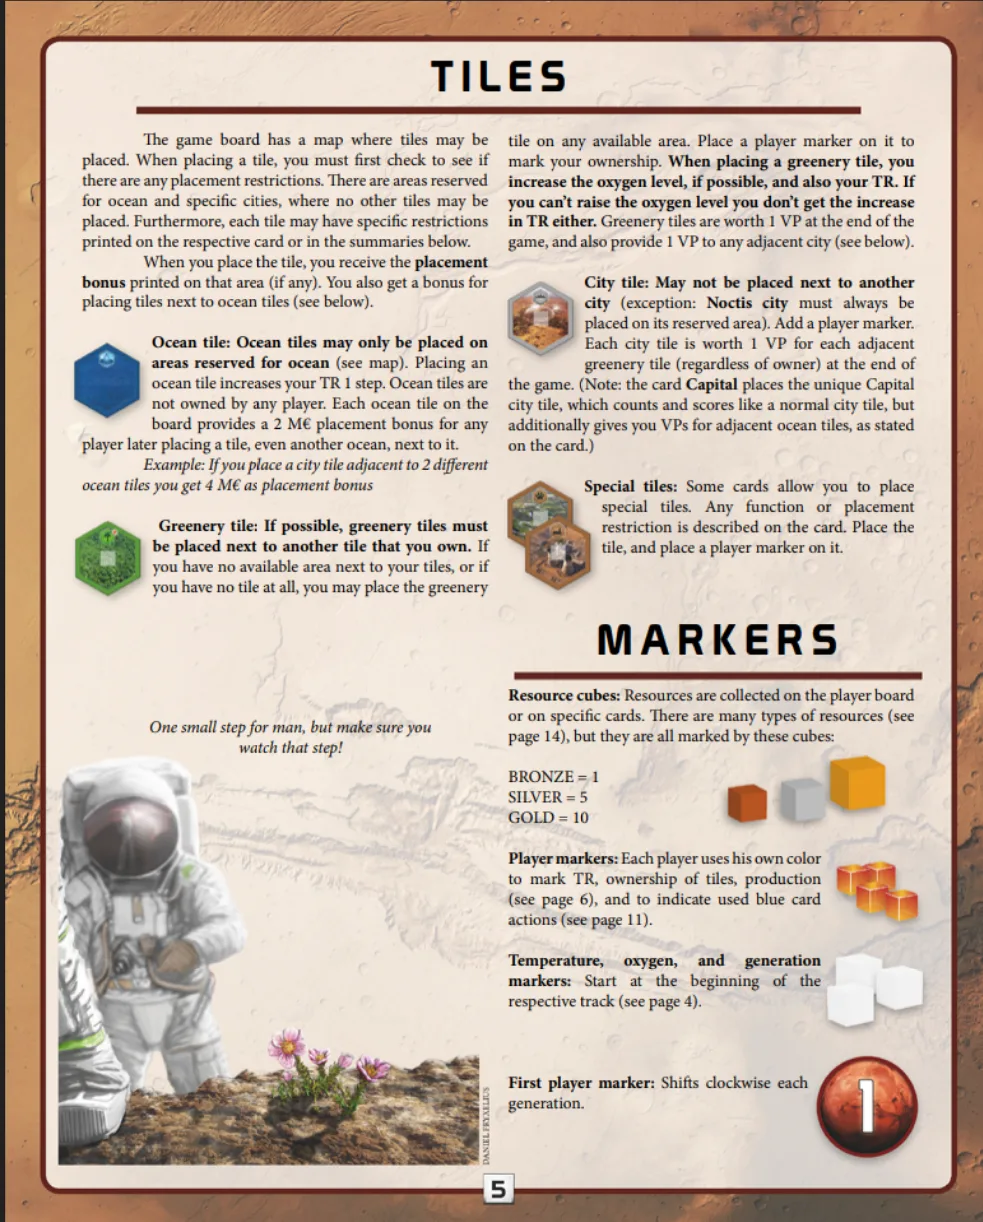 TILES
The game board has a map where tiles may be
placed. When placing a tile, you must first check to see if
there are any placement restrictions. There are areas reserved
for ocean and specific cities, where no other tiles may be
placed. Furthermore, each tile may have specific restrictions
printed on the respective card or in the summaries below.
When you place the tile, you receive the placement
bonus printed on that area (if any). You also get a bonus for
placing tiles next to ocean tiles (see below).
Ocean tile: Ocean tiles may only be placed on
areas reserved for ocean (see map). Placing an
ocean tile increases your TR 1 step. Ocean tiles are
not owned by any player. Each ocean tile on the
board provides a 2 M€ placement bonus for any
player later placing a tile, even another ocean, next to it.
Example: If you place a city tile adjacent to 2 different
ocean tiles you get 4 M€ as placement bonus
Greenery tile: If possible, greenery tiles must
be placed next to another tile that you own. If
you have no available area next to your tiles, or if
you have no tile at all, you may place the greenery
tile on any available area. Place a player marker on it to
mark your ownership. When placing a greenery tile, you
increase the oxygen level, if possible, and also your TR. If
you can't raise the oxygen level you don't get the increase
in TR either. Greenery tiles are worth 1 VP at the end of the
game, and also provide 1 VP to any adjacent city (see below).
City tile: May not be placed next to another
city (exception: Noctis city must always be
placed on its reserved area). Add a player marker.
Each city tile is worth 1 VP for each adjacent
greenery tile (regardless of owner) at the end of
the game. (Note: the card Capital places the unique Capital
city tile, which counts and scores like a normal city tile, but
additionally gives you VPs for adjacent ocean tiles, as stated
on the card.)
Special tiles: Some cards allow you to place
special tiles. Any function or placement
restriction is described on the card. Place the
tile, and place a player marker on it.
One small step for man, but make sure you
watch that step!
DANIEL FRYXELIUS
MARKERS
Resource cubes: Resources are collected on the player board
or on specific cards. There are many types of resources (see
page 14), but they are all marked by these cubes:
BRONZE = 1
SILVER = 5
GOLD = 10
Player markers: Each player uses his own color
to mark TR, ownership of tiles, production
(see page 6), and to indicate used blue card
actions (see page 11).
Temperature, oxygen, and generation
markers: Start at the beginning of the
respective track (see page 4).
First player marker: Shifts clockwise each
generation.
1
5